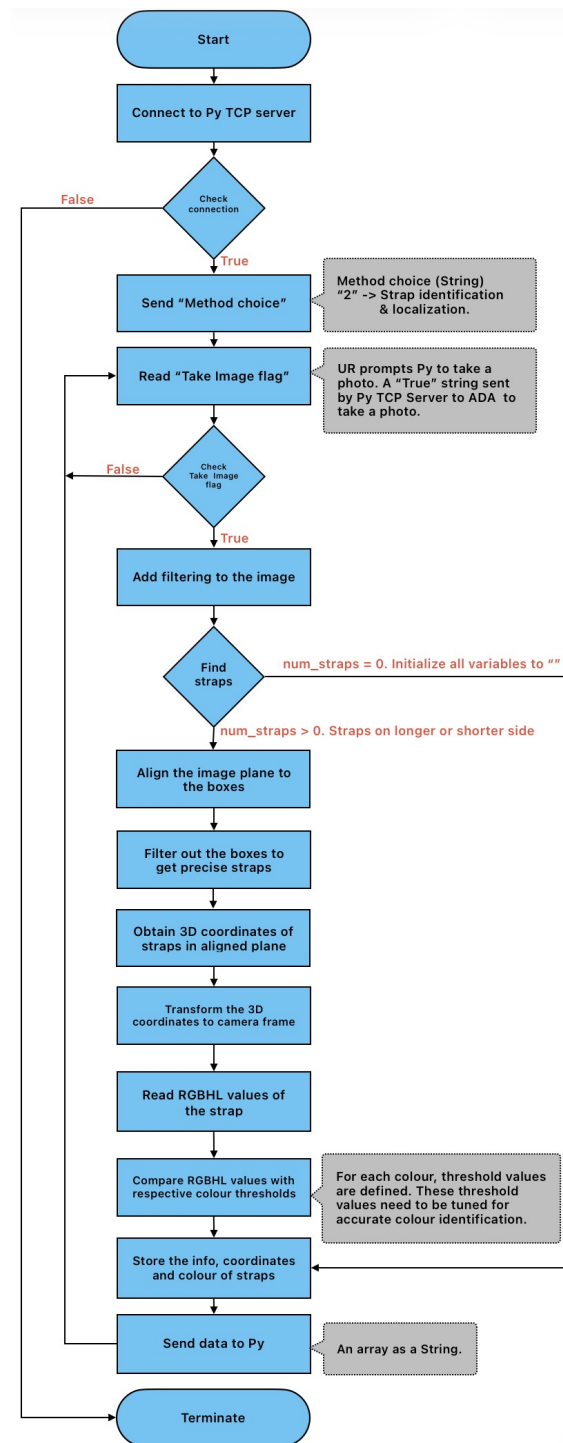 Start
Connect to Py TCP server
False
Check
connection
True
Send “Method choice”
Method choice (String)
“2” -> Strap identification
& localization.
Read “Take Image flag”
UR prompts Py to take a
photo. A “True” string sent
by Py TCP Server to ADA to
take a photo.
False
Check
Take Image
flag
True
Add filtering to the image
Find
straps
num_straps = 0. Initialize all variables to “”
num_straps > 0. Straps on longer or shorter side
Align the image plane to
the boxes
Filter out the boxes to
get precise straps
Obtain 3D coordinates of
straps in aligned plane
Transform the 3D
coordinates to camera frame
Read RGBHL values of
the strap
Compare RGBHL values with
respective colour thresholds
For each colour, threshold values
are defined. These threshold
values need to be tuned for
accurate colour identification.
Store the info, coordinates
and colour of straps
Send data to Py
An array as a String.
Terminate